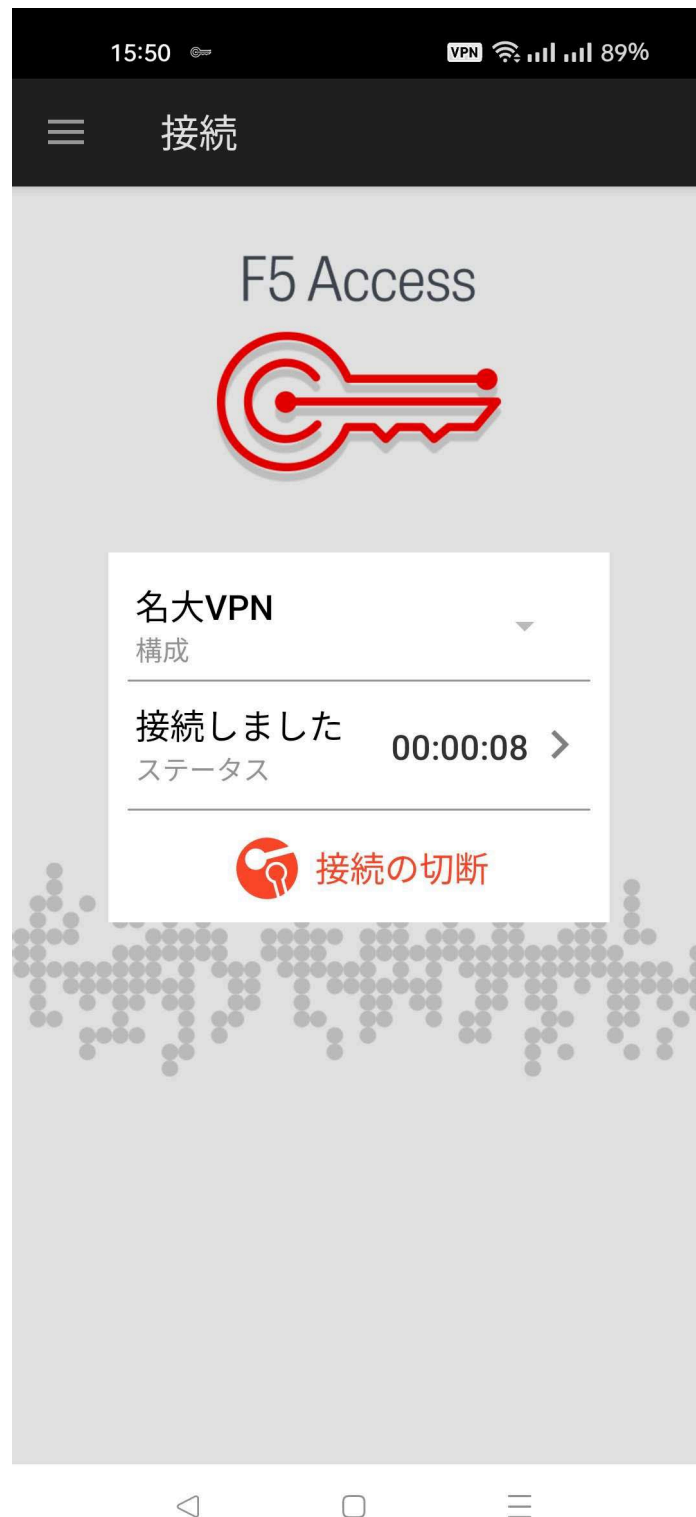 15:50 VPN 89%
接続
F5 Access
名大VPN
構成
接続しました 00:00:08
ステータス
接続の切断